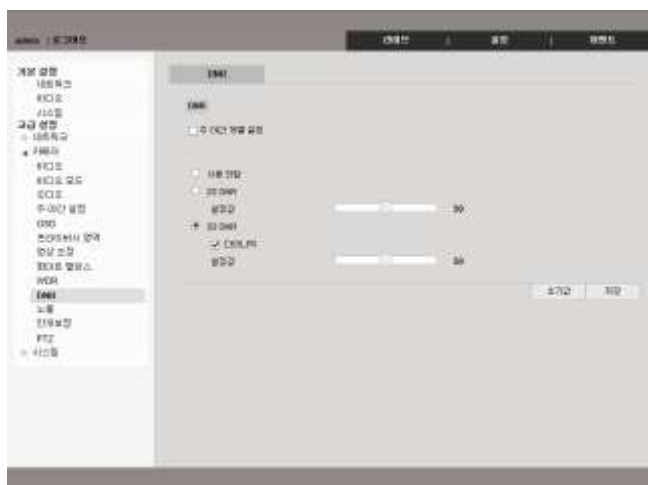 admin | 로그아웃
라이브 | 설정 | 이벤트
기본 설정
네트워크
비디오
시스템
고급 설정
네트워크
카메라
비디오
비디오 모드
오디오
주·야간 설정
OSD
프라이버시 영역
영상 조정
화이트 밸런스
WDR
DNR
노출
안개보정
PTZ
시스템
DNR
DNR
주·야간 개별 설정
사용 안함
2D DNR
설정값
50
3D DNR
설정값
50
초기값
저장